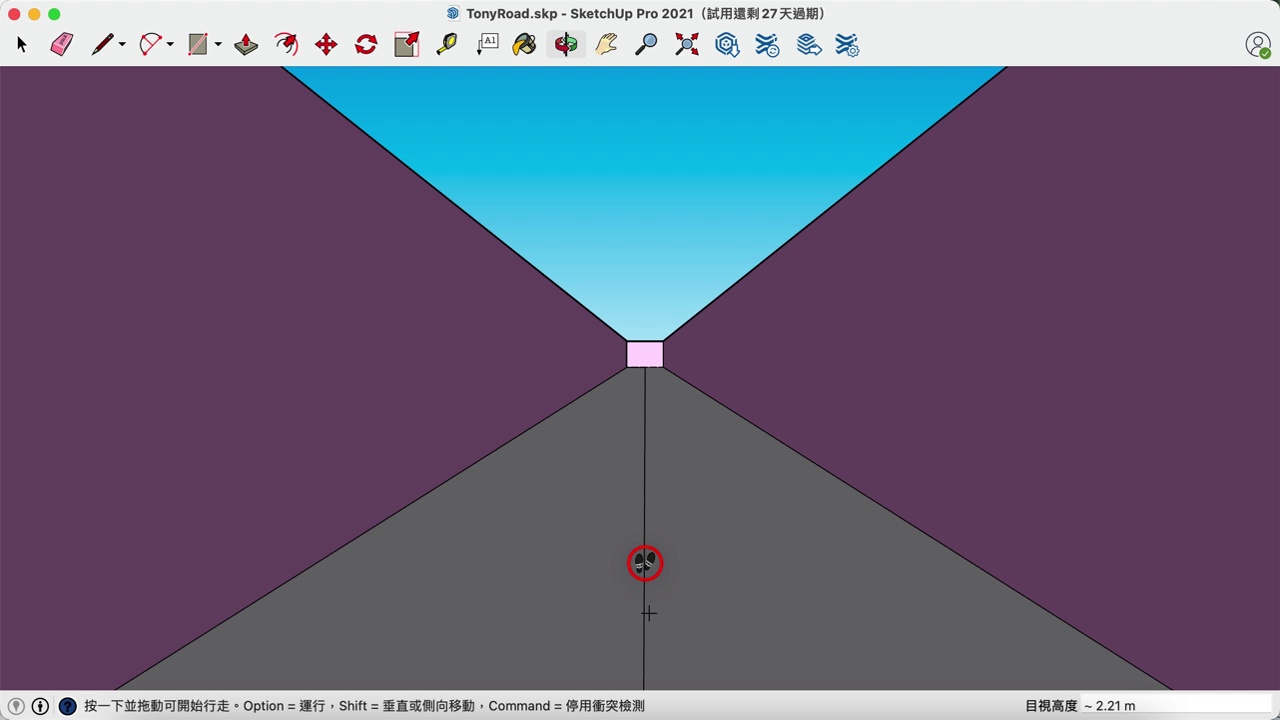 TonyRoad.skp - SketchUp Pro 2021（試用還剩 27 天過期）
A1
按一下並拖動可開始行走。Option = 運行，Shift = 垂直或側向移動，Command = 停用衝突檢測
目視高度 ~ 2.21 m